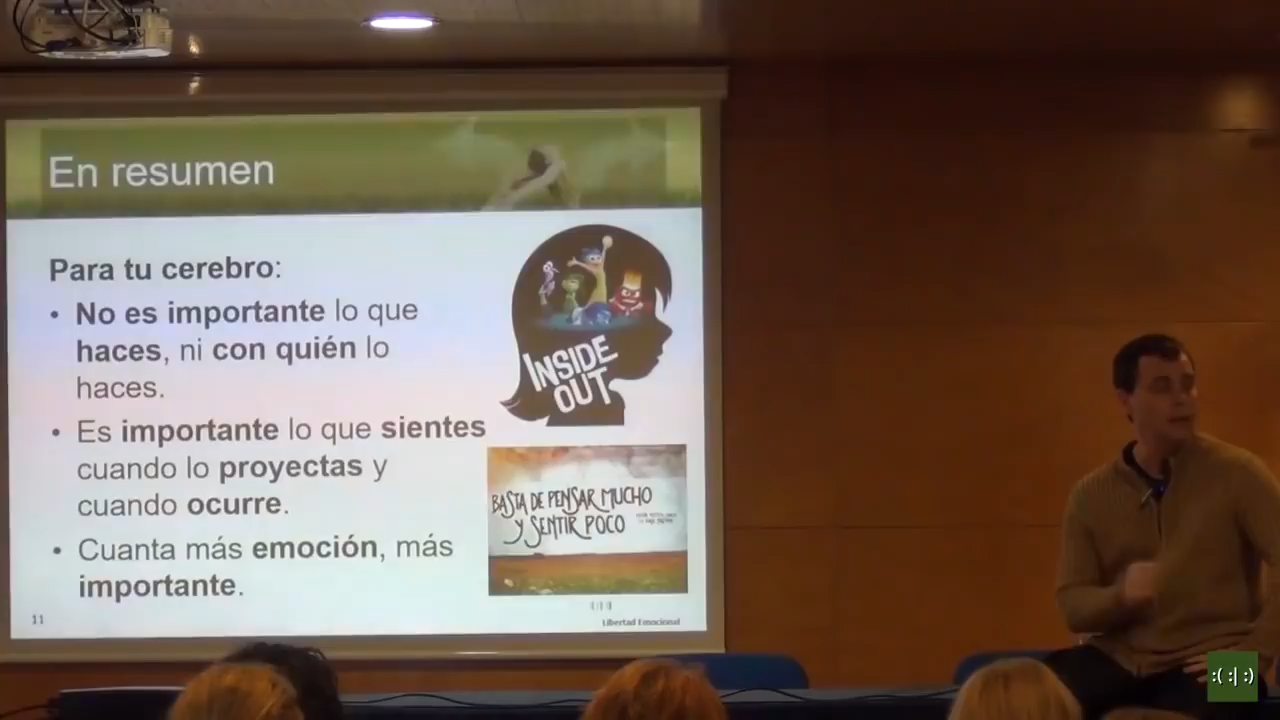 En resumen
Para tu cerebro:
• No es importante lo que
haces, ni con quién lo
haces.
• Es importante lo que sientes
cuando lo proyectas y
cuando ocurre.
• Cuanta más emoción, más
importante.
INSIDE
OUT
BASTA DE PENSAR MUCHO
Y SENTIR POCO
11
Libertad Emocional
:( :| :)